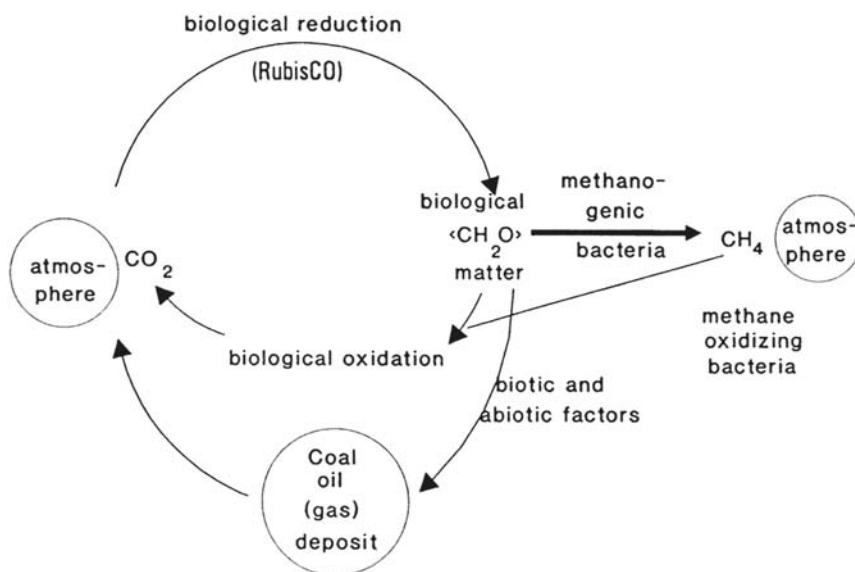 biological reduction
(RubisCO)
biological
‹CH₂O›
matter
methano-
genic
bacteria
CH₄
atmos-
phere
atmos-
phere
CO₂
methane
oxidizing
bacteria
biological oxidation
biotic and
abiotic factors
Coal
oil
(gas)
deposit